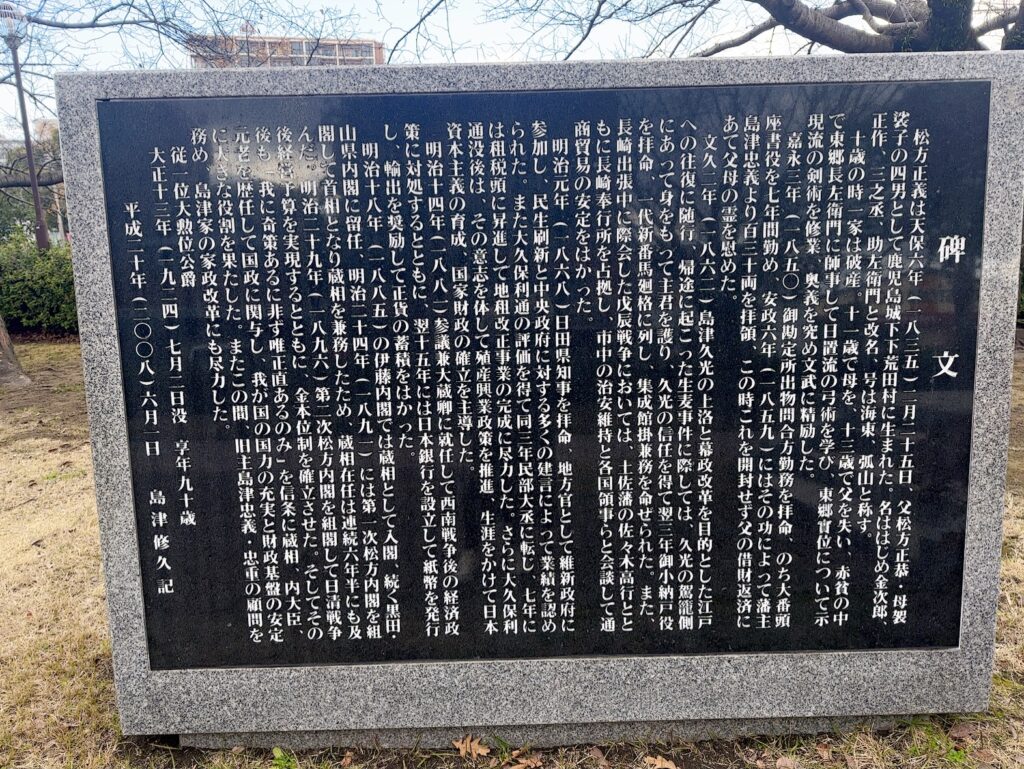 碑文
松方正義は天保六年(一八三五)二月二十五日、父松方正恭、母袈
裟子の四男として鹿児島城下下荒田村に生まれた。名ははじめ金次郎、
正作、三之丞、助左衛門と改名、号は海東、弧山と称す。
十歳の時一家は破産。十一歳で母を、十三歳で父を失い、赤貧の中
で東郷長左衛門に師事して日置流の弓術を学び、東郷實位について示
現流の剣術を修業、奥義を究め文武に精励した。
嘉永三年(一八五〇)御勘定所出物問合方勤務を拝命、のち大番頭
座書役を七年間勤め、安政六年(一八五九)にはその功によって藩主
島津忠義より百三十両を拝領、この時これを開封せず父の借財返済に
あて父母の霊を慰めた。
文久二年(一八六二)島津久光の上洛と幕政改革を目的とした江戸
への往復に随行、帰途に起こった生麦事件に際しては、久光の駕籠側
にあって身をもって主君を護り、久光の信任を得て翌三年御小納戸役
を拝命、一代新番馬廻格に列し、集成館掛兼務を命ぜられた。また、
長崎出張中に際会した戊辰戦争においては、土佐藩の佐々木高行とと
もに長崎奉行所を占拠し、市中の治安維持と各国領事らと会談して通
商貿易の安定をはかった。
明治元年(一八六八)日田県知事を拝命、地方官として維新政府に
参加し、民生刷新と中央政府に対する多くの建言によって業績を認め
られた。また大久保利通の評価を得て同三年民部大丞に転し、七年に
は租税頭に昇進して地租改正事業の完成に尽力した。さらに大久保利
通没後は、その意志を体して殖産興業政策を推進、生涯をかけて日本
資本主義の育成、国家財政の確立を主導した。
明治十四年(一八八一)参議兼大蔵卿に就任して西南戦争後の経済政
策に対処するとともに、翌十五年には日本銀行を設立して紙幣を発行
し、輸出を奨励して正貨の蓄積をはかった。
明治十八年(一八八五)の伊藤内閣では蔵相として入閣、続く黒田・
山県内閣に留任、明治二十四年(一八九一)には第一次松方内閣を組
閣して首相となり蔵相を兼務したため、蔵相在任は連続六年半にも及
んだ。明治二十九年(一八九六)第二次松方内閣を組閣して日清戦争
後経営予算を実現するとともに、金本位制を確立させた。そしてその
後も「我に奇策あるに非ず唯正直あるのみ」を信条に蔵相、内大臣、
元老を歴任して国政に関与し、我が国の国力の充実と財政基盤の安定
に大きな役割を果たした。またこの間、旧主島津忠義、忠重の顧問を
務め、島津家の家政改革にも尽力した。
従一位大勲位公爵
大正十三年(一九二四)七月二日没 享年九十歳
平成二十年(二〇〇八)六月二日 島津修久記